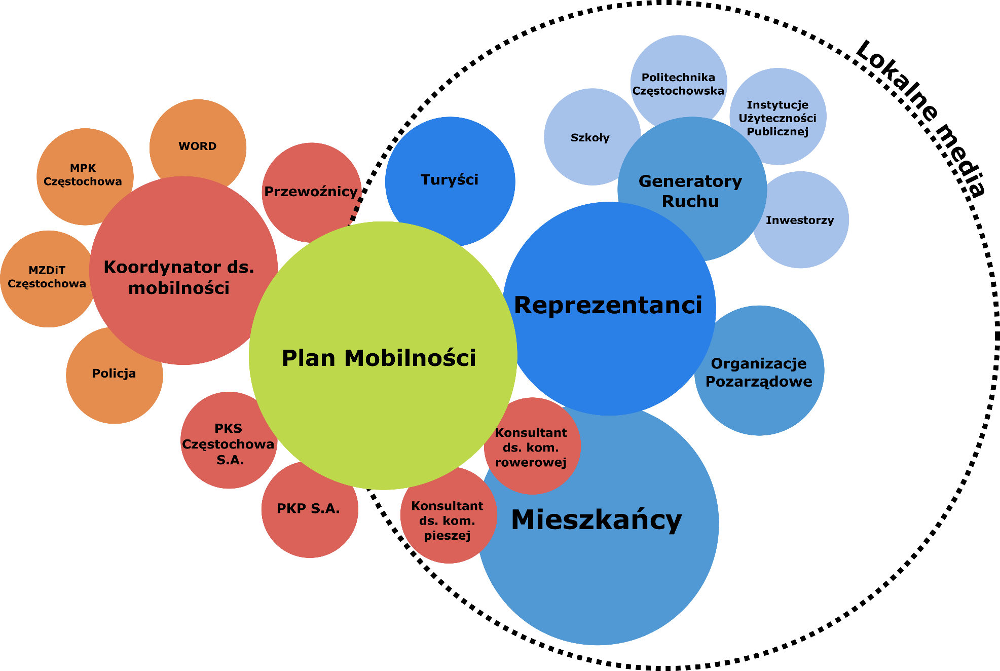 Lokalne media
Politechnika
Częstochowska
Instytucje
Użyteczności
Publicznej
Szkoły
WORD
MPK
Częstochowa
Przewoźnicy
Turyści
Generatory
Ruchu
Inwestorzy
MZDiT
Częstochowa
Koordynator ds.
mobilności
Reprezentanci
Plan Mobilności
Organizacje
Pozarządowe
Policja
PKS
Częstochowa
S.A.
Konsultant
ds. kom.
rowerowej
PKP S.A.
Konsultant
ds. kom.
pieszej
Mieszkańcy